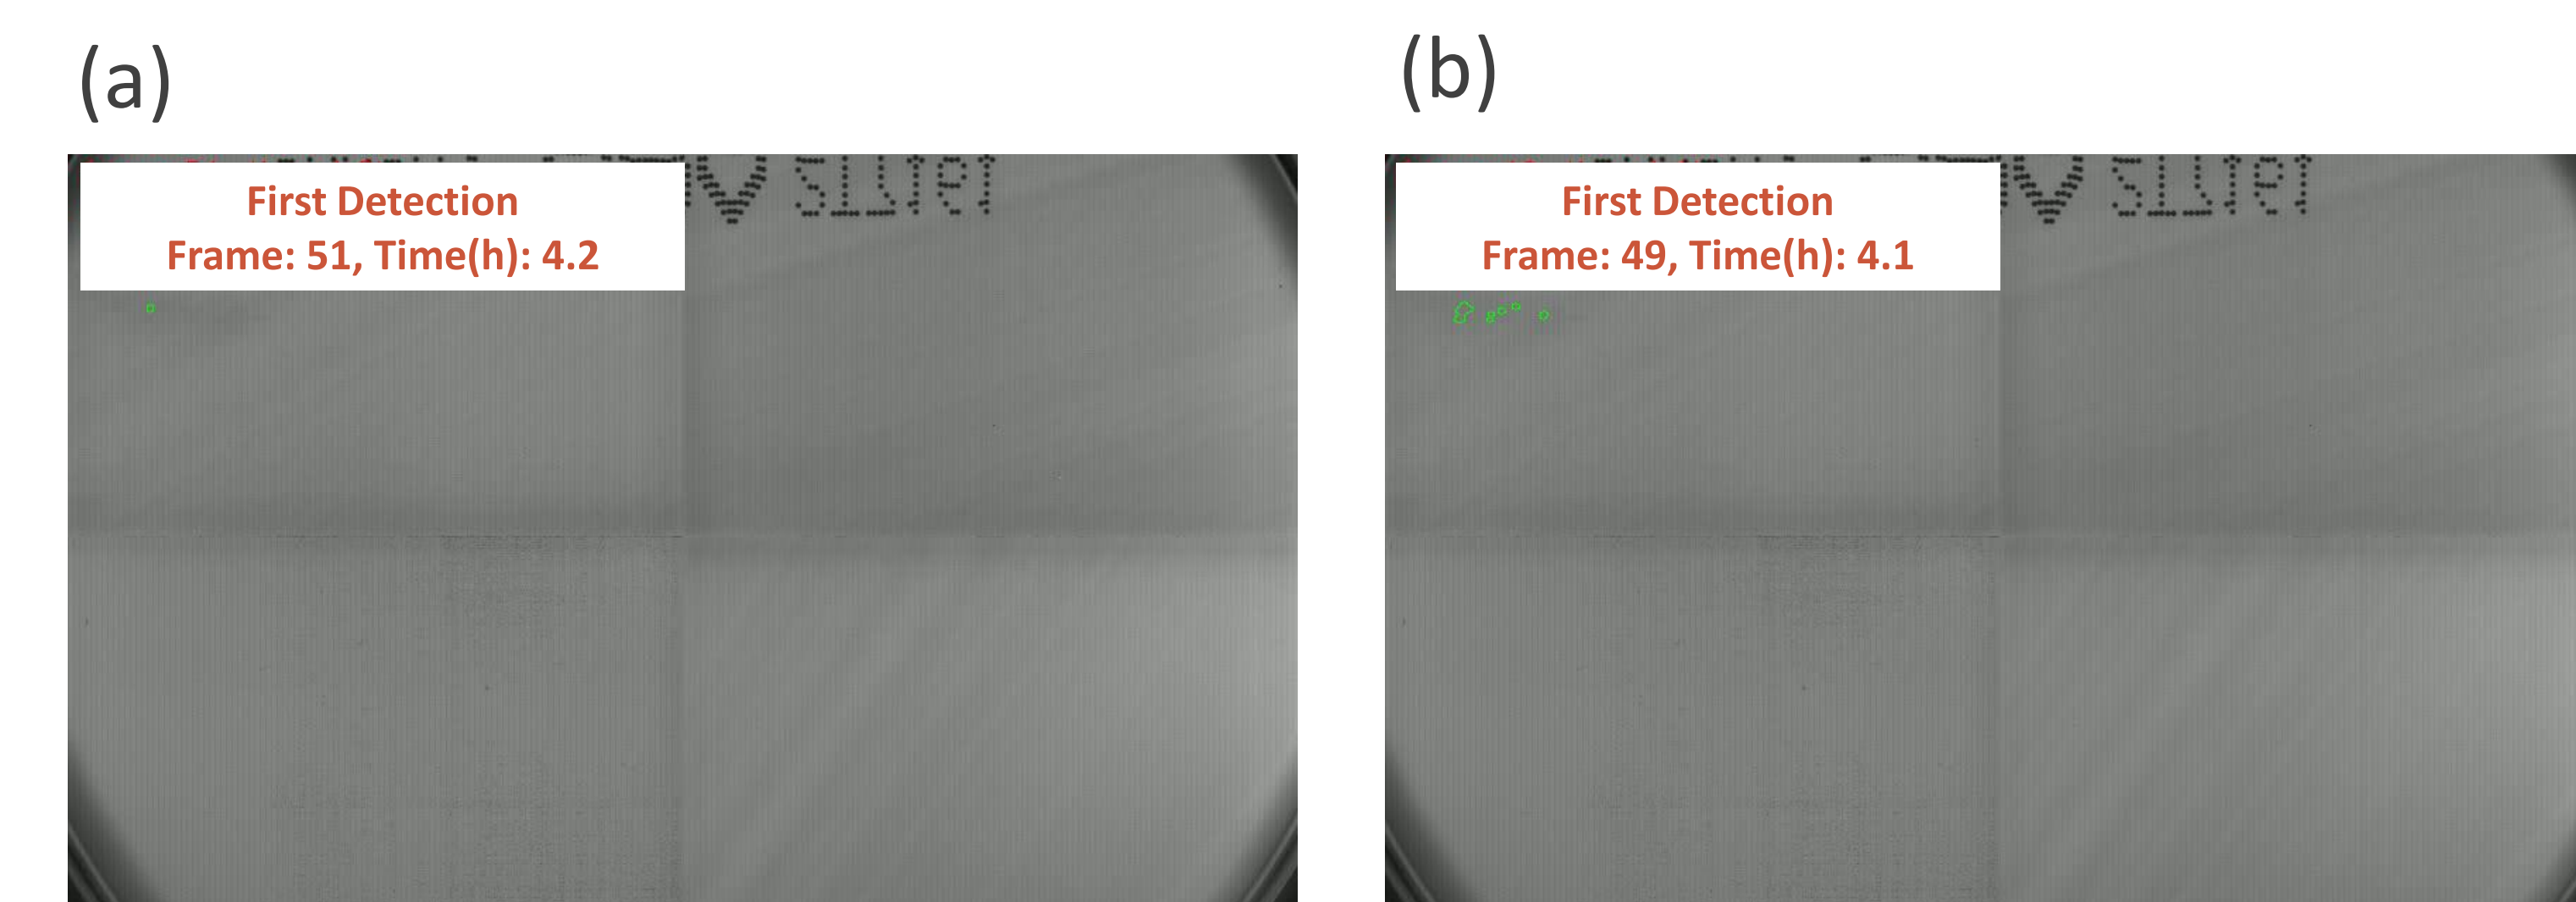 (a)
First Detection
Frame: 51, Time(h): 4.2
(b)
First Detection
Frame: 49, Time(h): 4.1